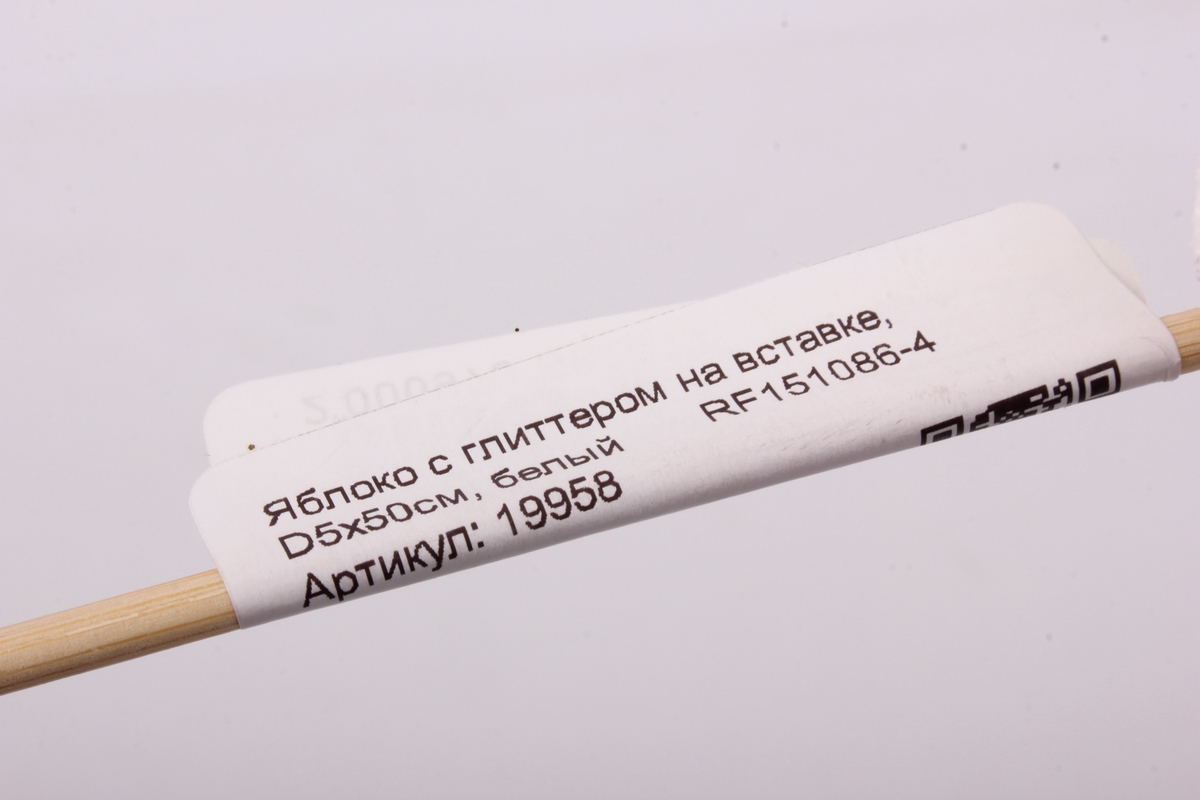 Яблоко с глиттером на вставке,
D5x50см, белый RF151086-4
Артикул: 19958